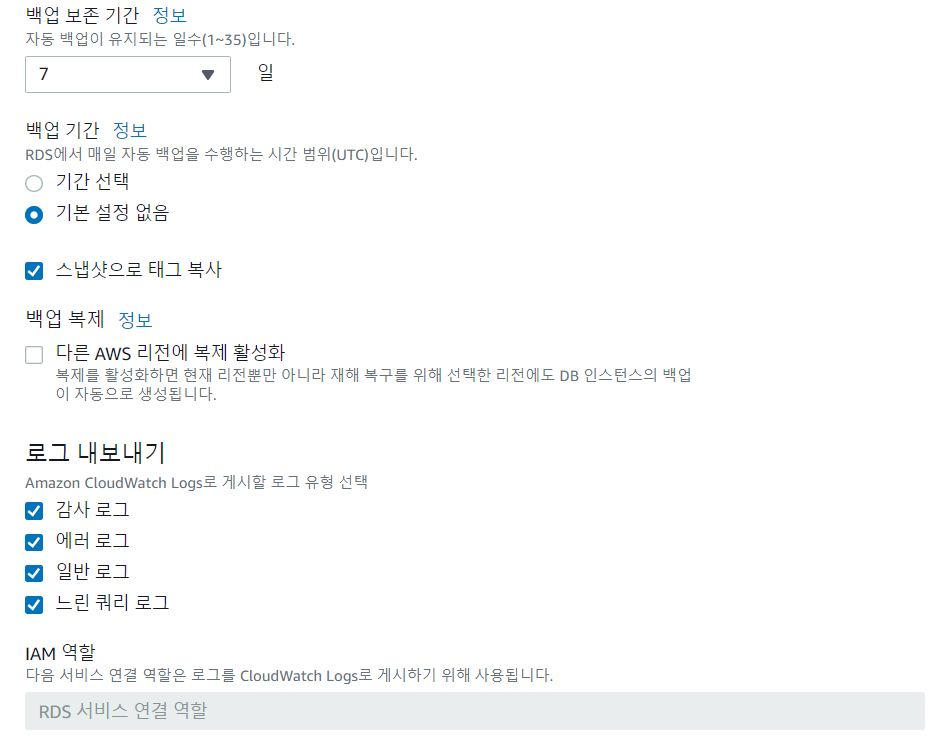 백업 보존 기간 정보
자동 백업이 유지되는 일수(1~35)입니다.
7 일
백업 기간 정보
RDS에서 매일 자동 백업을 수행하는 시간 범위(UTC)입니다.
기간 선택
기본 설정 없음
스냅샷으로 태그 복사
백업 복제 정보
다른 AWS 리전에 복제 활성화
복제를 활성화하면 현재 리전뿐만 아니라 재해 복구를 위해 선택한 리전에도 DB 인스턴스의 백업
이 자동으로 생성됩니다.
로그 내보내기
Amazon CloudWatch Logs로 게시할 로그 유형 선택
감사 로그
에러 로그
일반 로그
느린 쿼리 로그
IAM 역할
다음 서비스 연결 역할은 로그를 CloudWatch Logs로 게시하기 위해 사용됩니다.
RDS 서비스 연결 역할